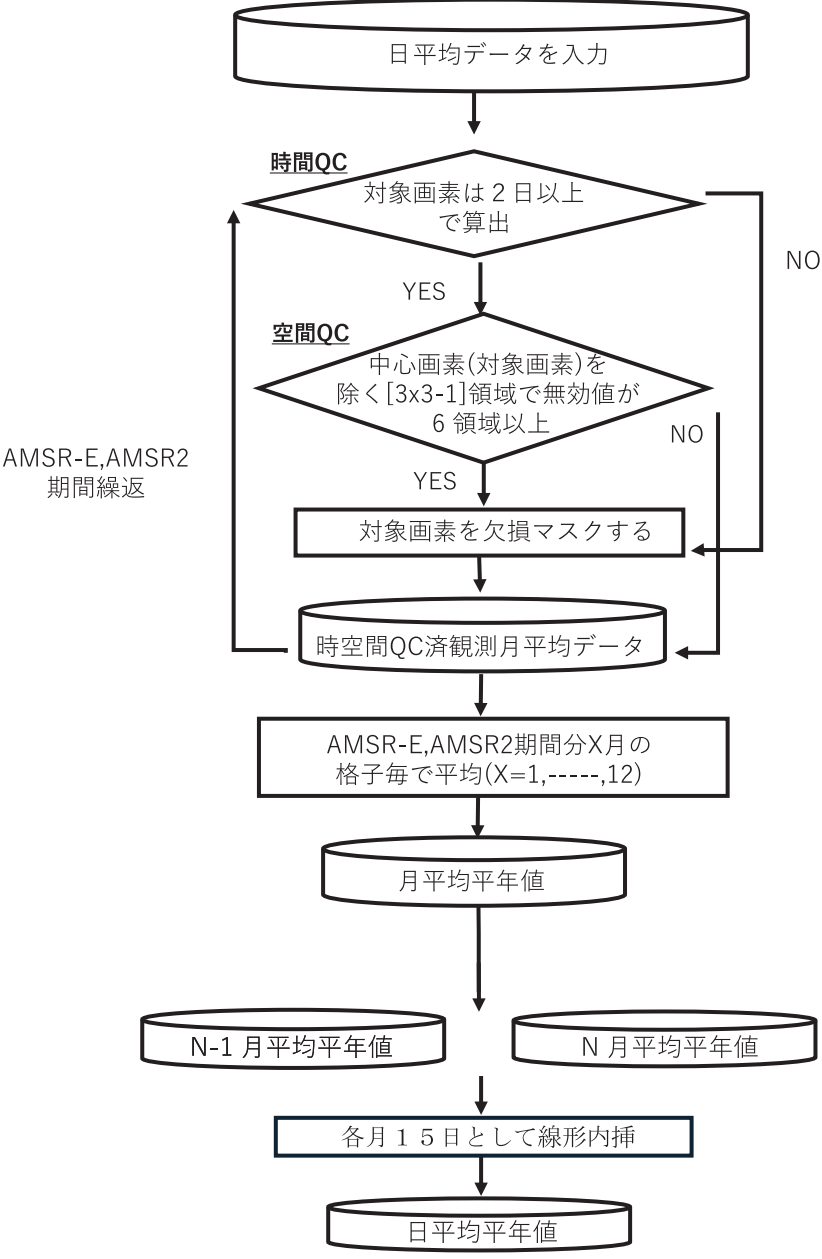 日平均データを入力
時間QC
対象画素は２日以上
で算出
NO
YES
空間QC
中心画素(対象画素)を
除く[3x3-1]領域で無効値が
６領域以上
NO
AMSR-E,AMSR2
期間繰返
YES
対象画素を欠損マスクする
時空間QC済観測月平均データ
AMSR-E,AMSR2期間分X月の
格子毎で平均(X=1,-----,12)
月平均平年値
N-1 月平均平年値
N 月平均平年値
各月１５日として線形内挿
日平均平年値